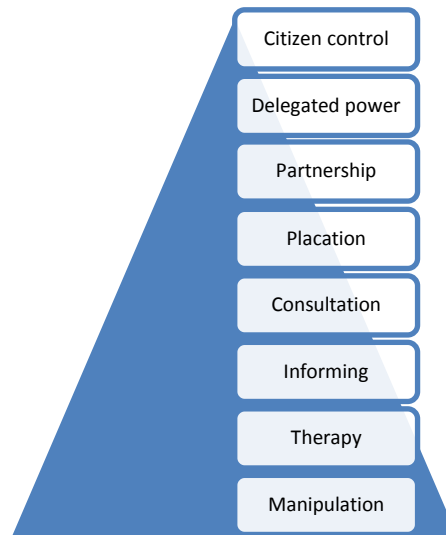 Citizen control
Delegated power
Partnership
Placation
Consultation
Informing
Therapy
Manipulation